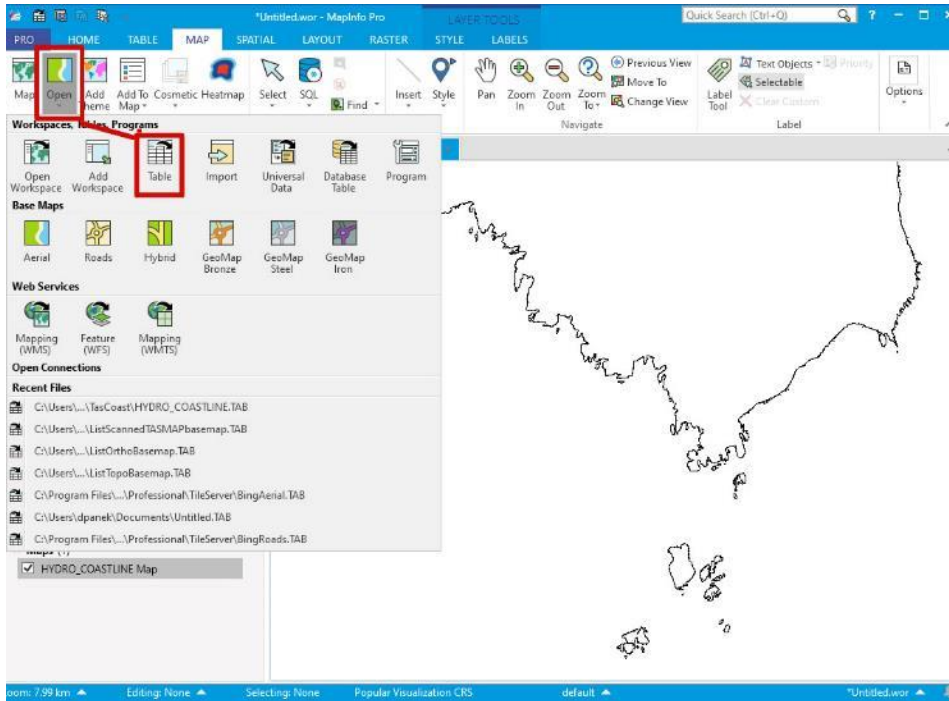 *Untitled.wor - MapInfo Pro
LAYER TOOLS
Quick Search (Ctrl+Q)
?
PRO HOME TABLE MAP SPATIAL LAYOUT RASTER STYLE LABELS
Map Open Add Theme Add To Map Cosmetic Heatmap Select SQL Find Insert Style Pan Zoom In Zoom Out Zoom To
Previous View
Move To
Change View
Navigate
Label Tool
Text Objects Priority
Selectable
Clear Custom
Label
Options
Workspaces, Tables, Programs
Open Workspace Add Workspace Table Import Universal Data Database Table Program
Base Maps
Aerial Roads Hybrid GeoMap Bronze GeoMap Steel GeoMap Iron
Web Services
Mapping (WMS) Feature (WFS) Mapping (WMTS)
Open Connections
Recent Files
C:\Users\...\TasCoast\HYDRO_COASTLINE.TAB
C:\Users\...\ListScannedTASMAPbasemap.TAB
C:\Users\...\ListOrthoBasemap.TAB
C:\Users\...\ListTopoBasemap.TAB
C:\Program Files\...\Professional\TileServer\BingAerial.TAB
C:\Users\dpanek\Documents\Untitled.TAB
C:\Program Files\...\Professional\TileServer\BingRoads.TAB
Maps (1)
HYDRO_COASTLINE Map
oom: 7.99 km Editing: None Selecting: None Popular Visualization CRS default *Untitled.wor